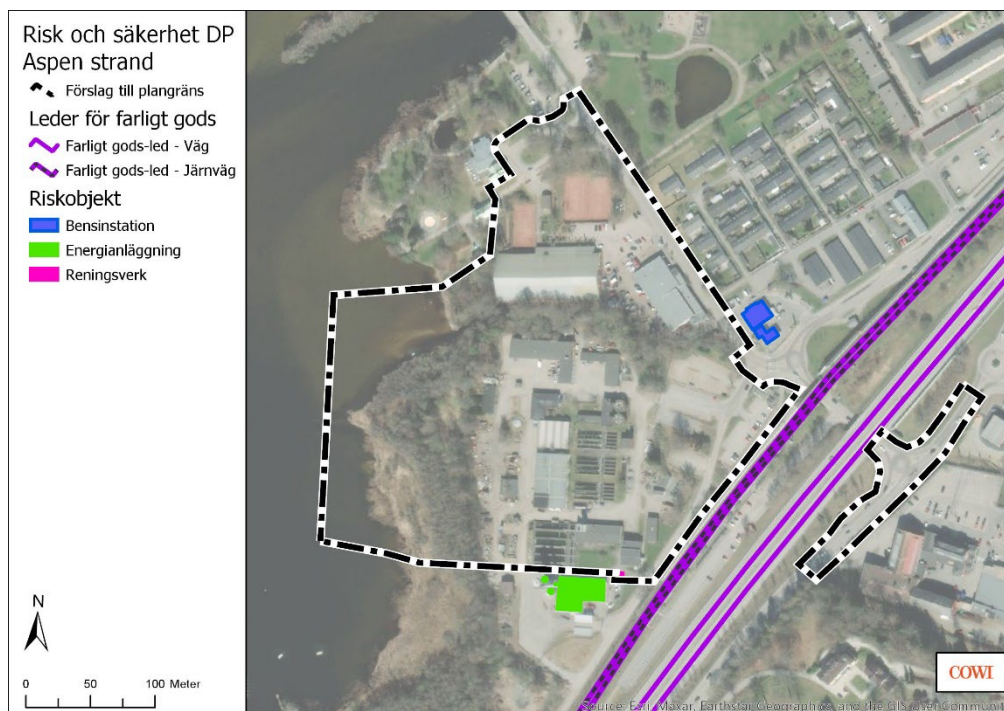 Risk och säkerhet DP
Aspen strand
Förslag till plangräns
Leder för farligt gods
Farligt gods-led - Väg
Farligt gods-led - Järnväg
Riskobjekt
Bensinstation
Energianläggning
Reningsverk
N
0 50 100 Meter
COWI
Source: Esri, Maxar, Earthstar Geographics, and the GIS User Communi